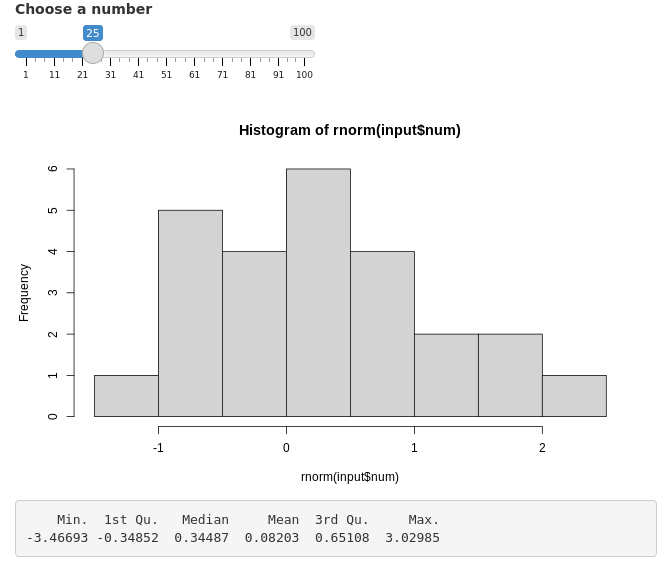 Choose a number
1 25 100
1 11 21 31 41 51 61 71 81 91 100
Histogram of rnorm(input$num)
Frequency
6
5
4
3
2
1
0
-1 0 1 2
rnorm(input$num)
Min. 1st Qu. Median Mean 3rd Qu. Max.
-3.46693 -0.34852 0.34487 0.08203 0.65108 3.02985